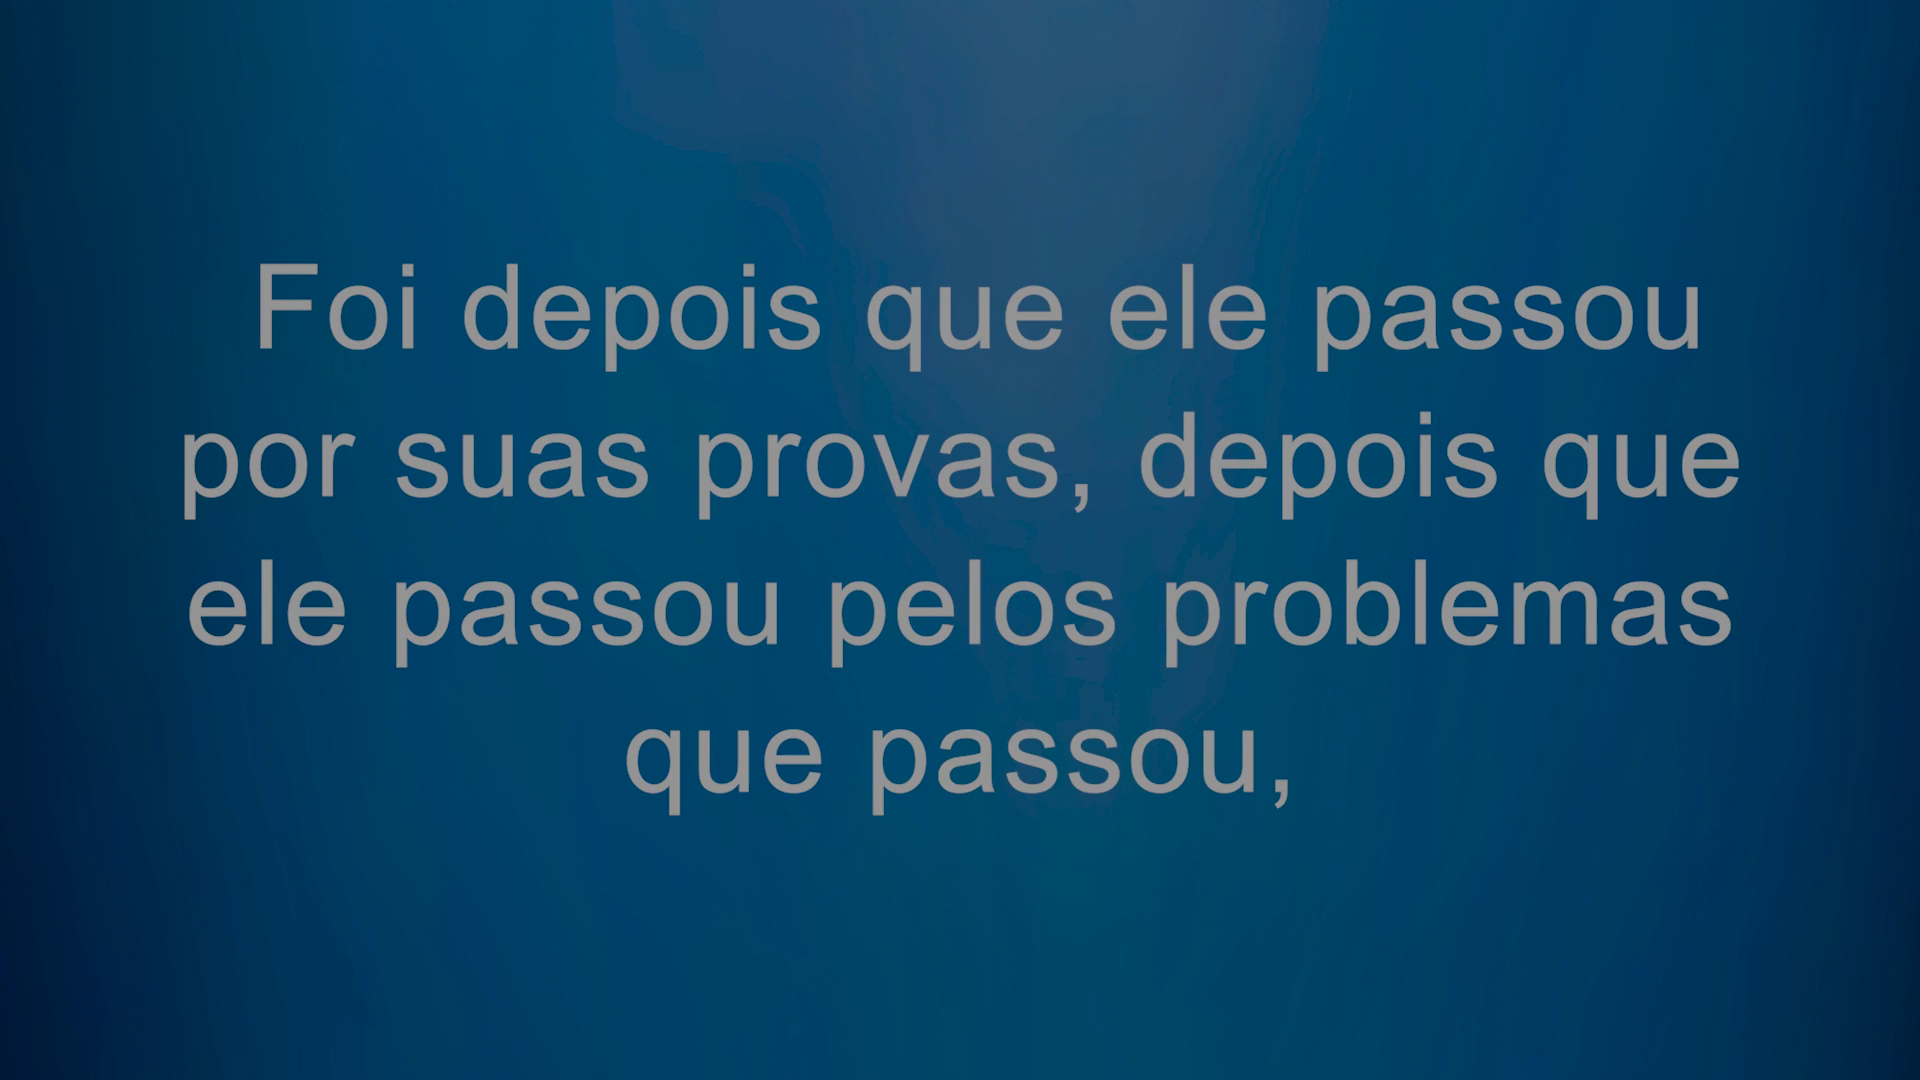 Foi depois que ele passou
por suas provas, depois que
ele passou pelos problemas
que passou,